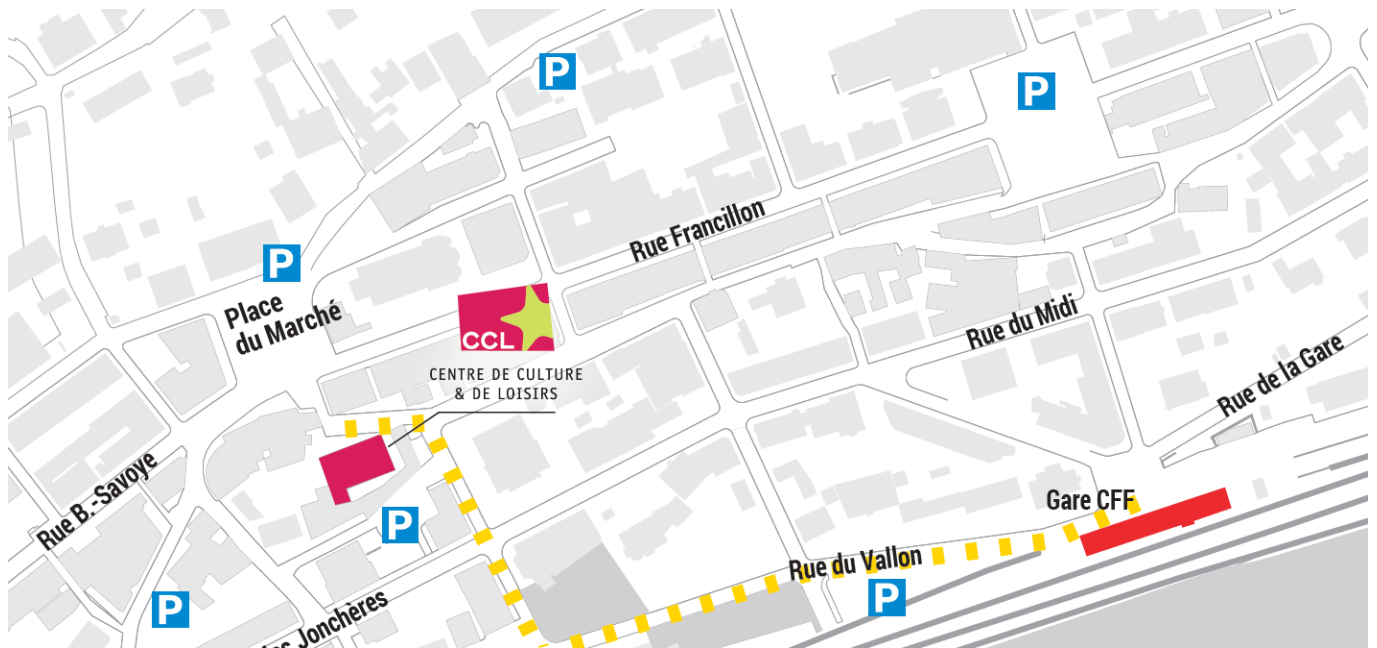 P
P
Rue Francillon
P
Place
du Marché
CCL
Rue du Midi
CENTRE DE CULTURE
& DE LOISIRS
Rue de la Gare
Rue B.-Savoye
Gare CFF
P
Rue du Vallon
P
P
Jonchères